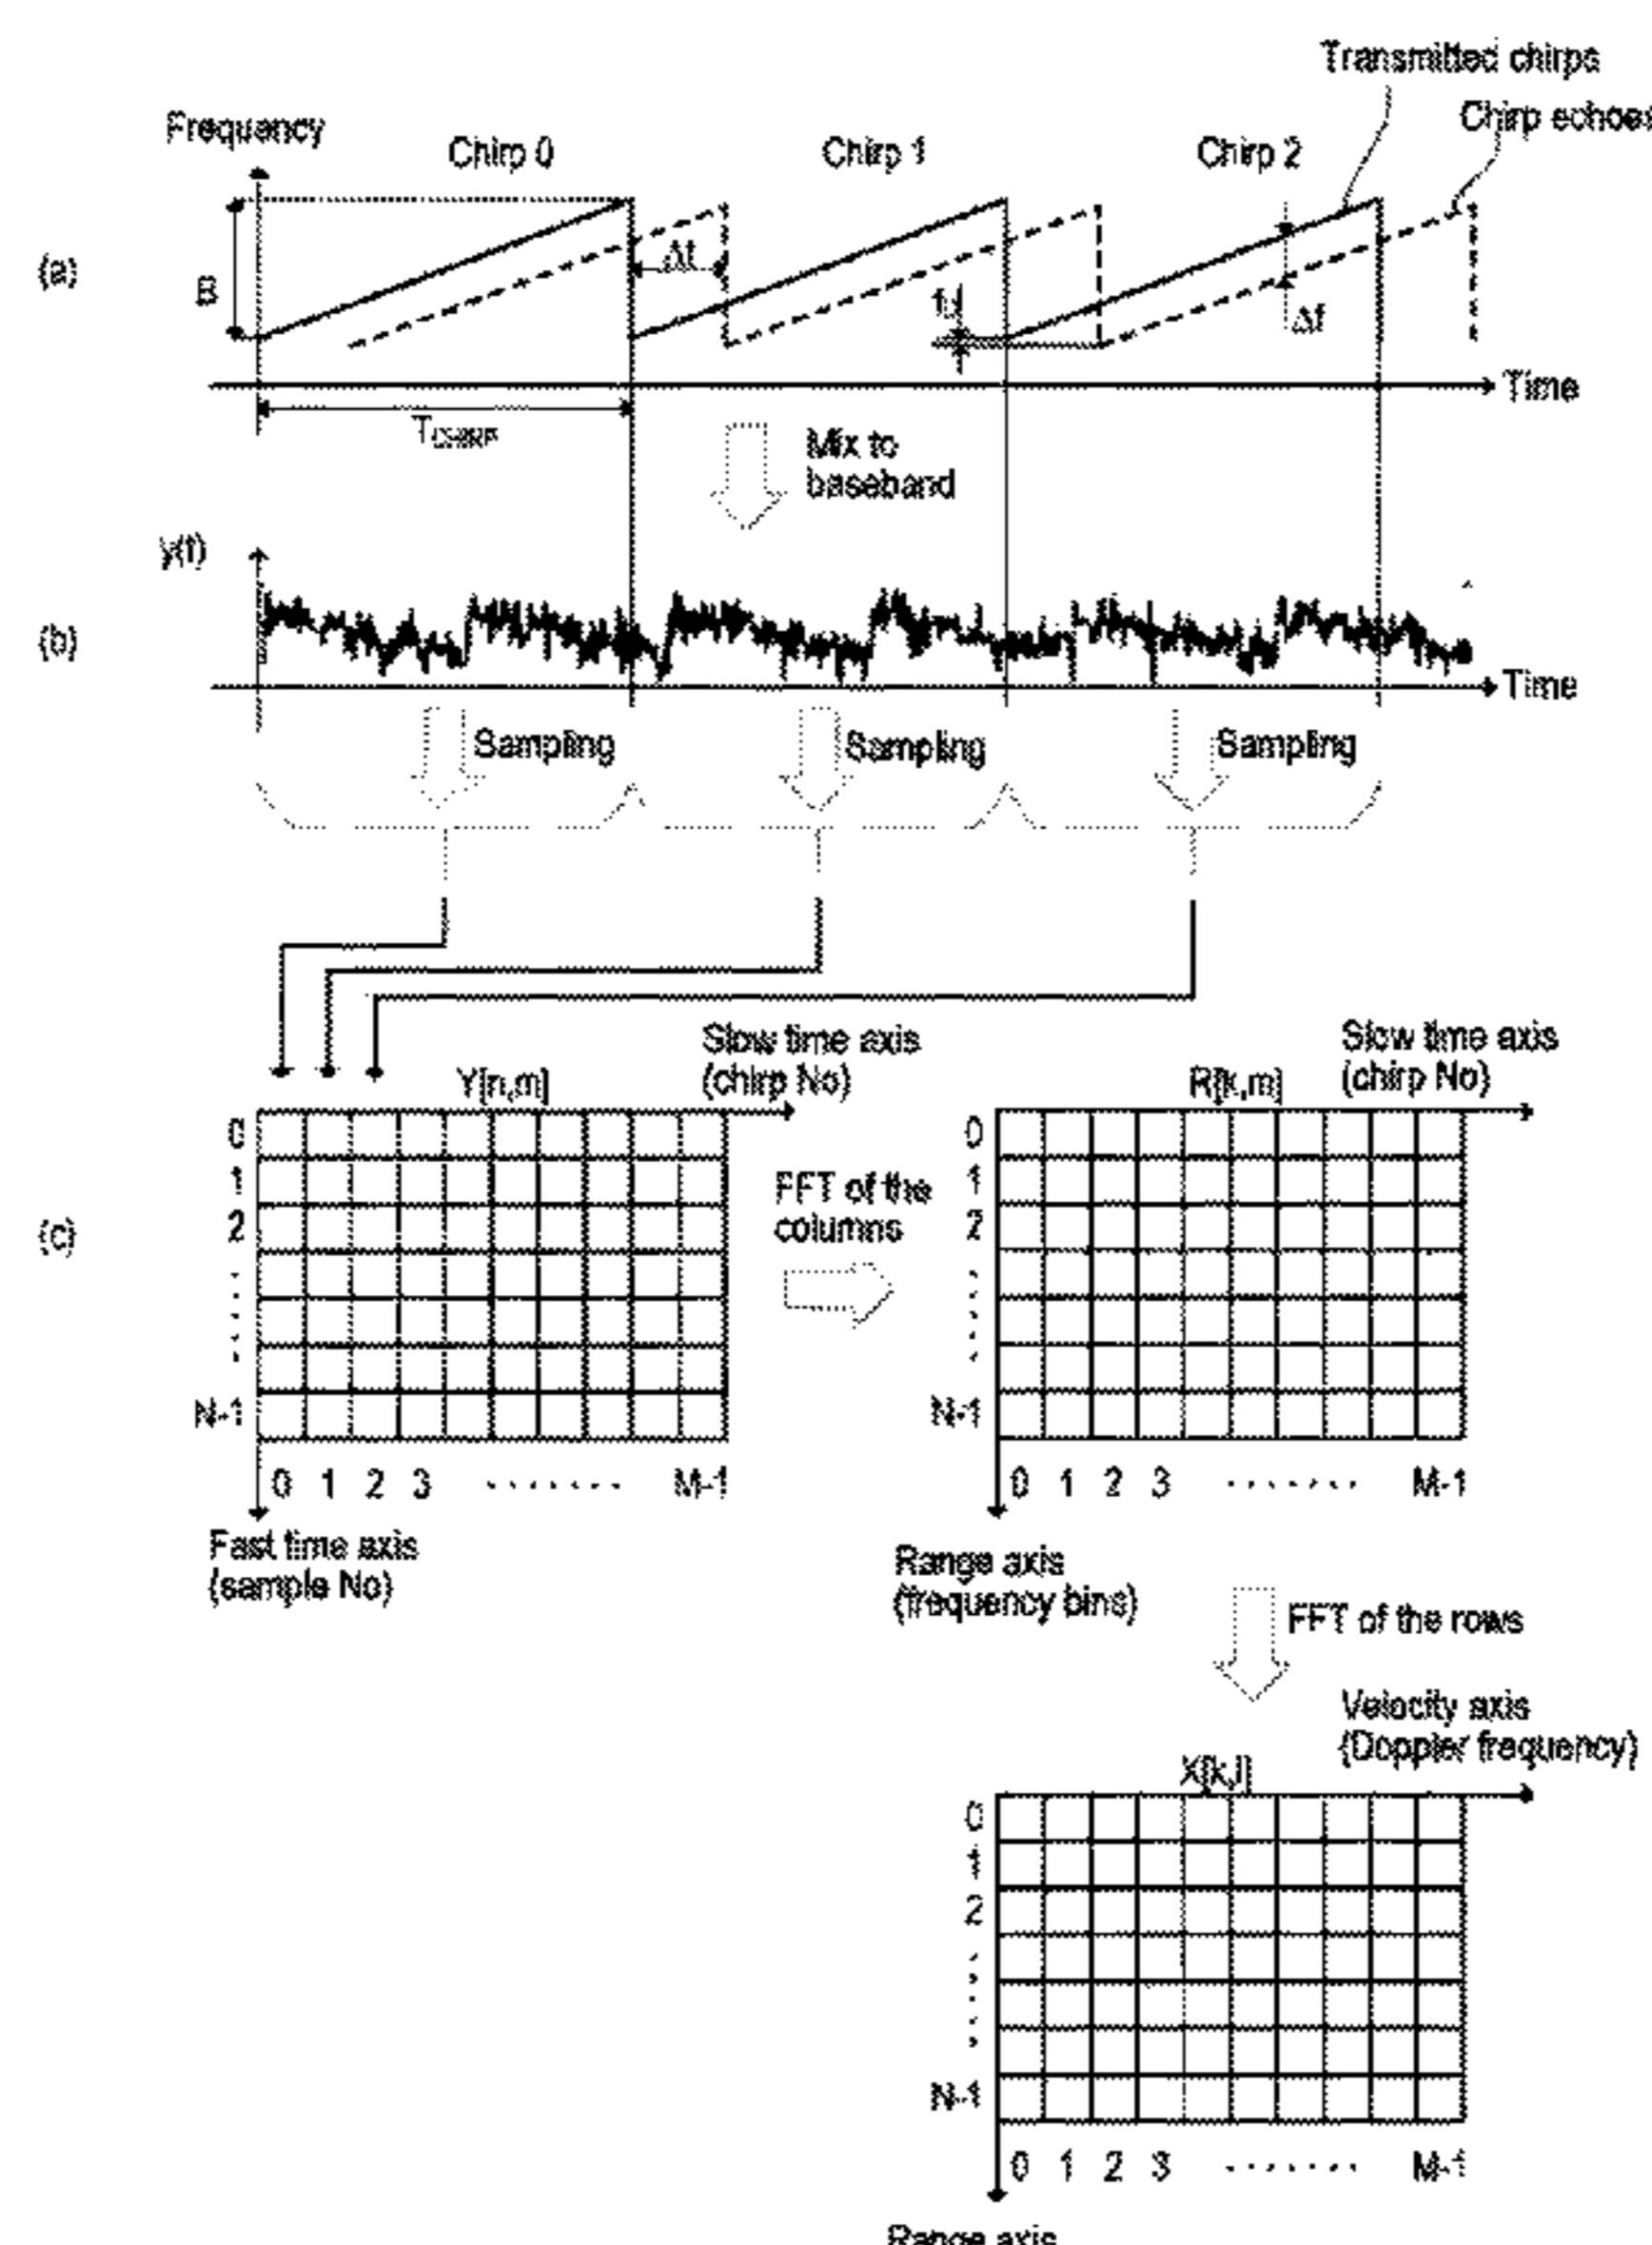 Transmitted chirps
Chirp echoes
Frequency
Chirp 0
Chirp 1
Chirp 2
(a)
B
Δt
fD
Δf
Time
TCHIRP
Mix to
baseband
y(t)
(b)
Time
Sampling
Sampling
Sampling
Slow time axis
(chirp No)
Y[n,m]
Slow time axis
(chirp No)
R[k,m]
(c)
0
1
2
N-1
FFT of the
columns
0
1
2
N-1
0 1 2 3 ....... M-1
0 1 2 3 ....... M-1
Fast time axis
(sample No)
Range axis
(frequency bins)
FFT of the rows
Velocity axis
(Doppler frequency)
X[k,l]
0
1
2
N-1
0 1 2 3 ....... M-1
Range axis